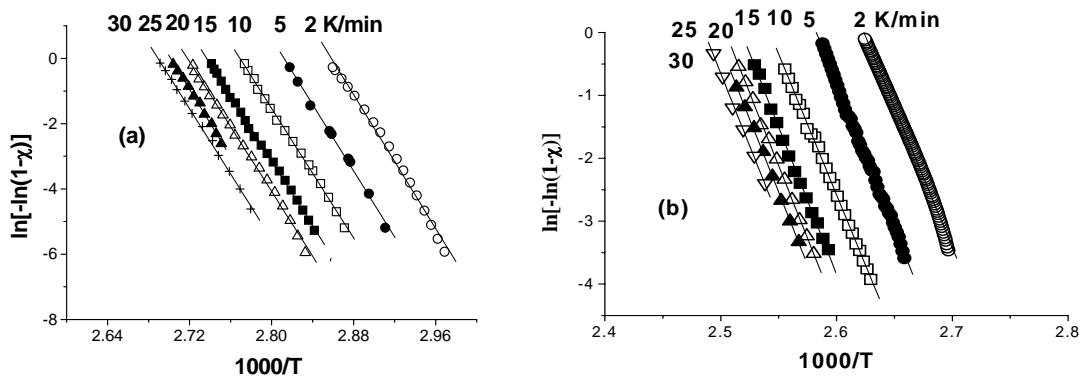 30 25 20 15 10 5 2 K/min
0
-2
-4
-6
-8
ln[-ln(1-χ)]
(a)
2.64 2.72 2.80 2.88 2.96
1000/T
25 20 15 10 5 2 K/min
30
0
-1
-2
-3
-4
ln[-ln(1-χ)]
(b)
2.4 2.5 2.6 2.7 2.8
1000/T